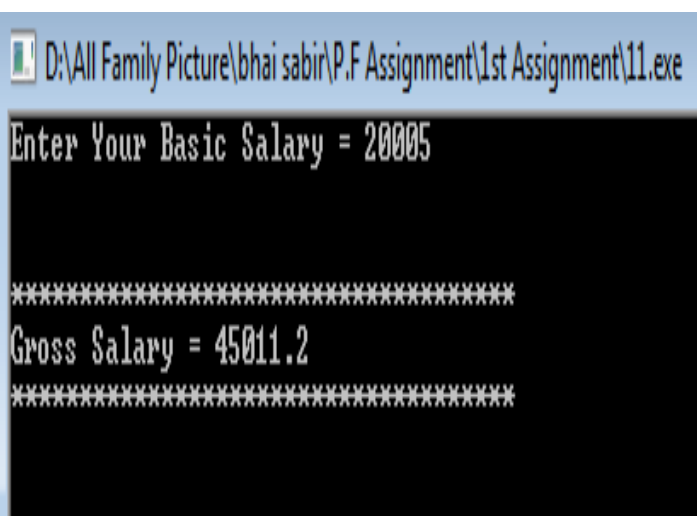 D:\All Family Picture\bhai sabir\P.F Assignment\1st Assignment\11.exe
Enter Your Basic Salary = 20005
*************************************
Gross Salary = 45011.2
*************************************